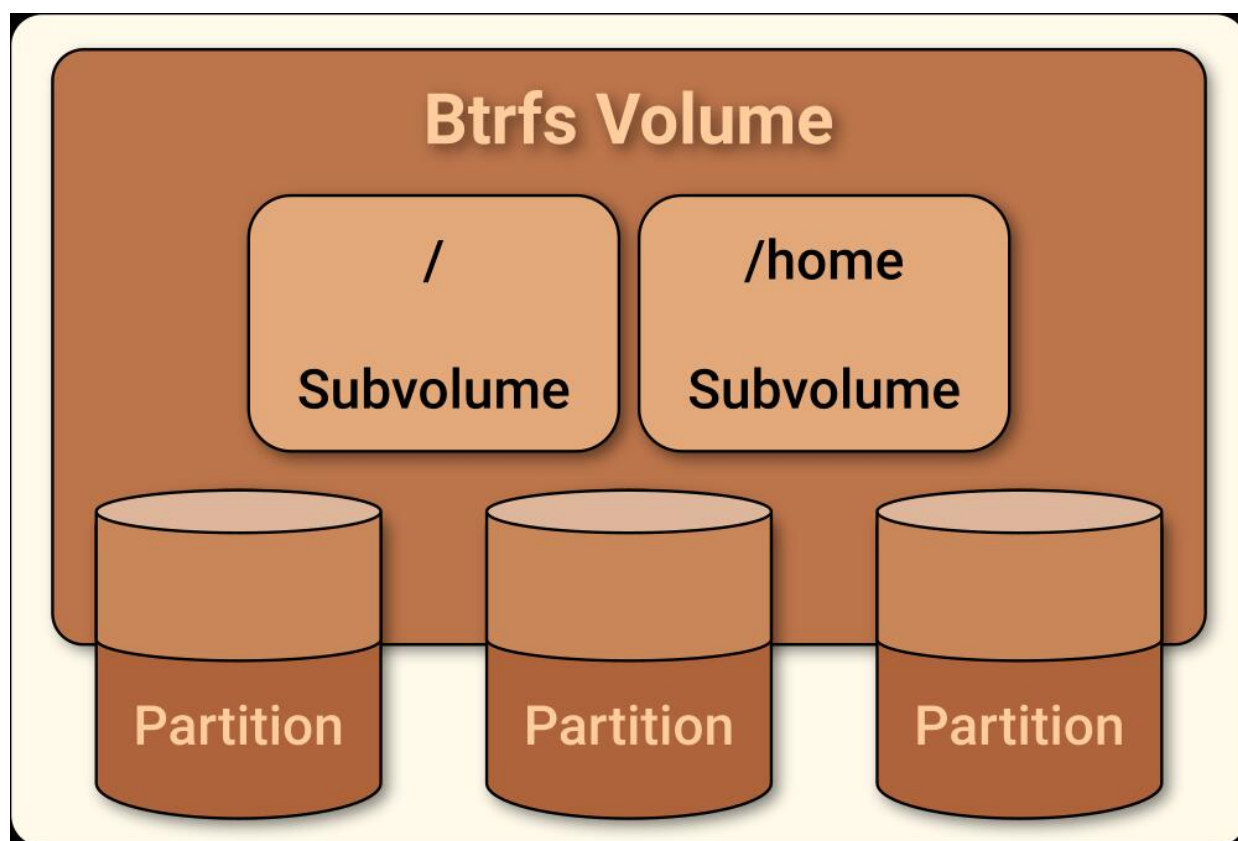 Btrfs Volume
/
/home
Subvolume
Subvolume
Partition
Partition
Partition